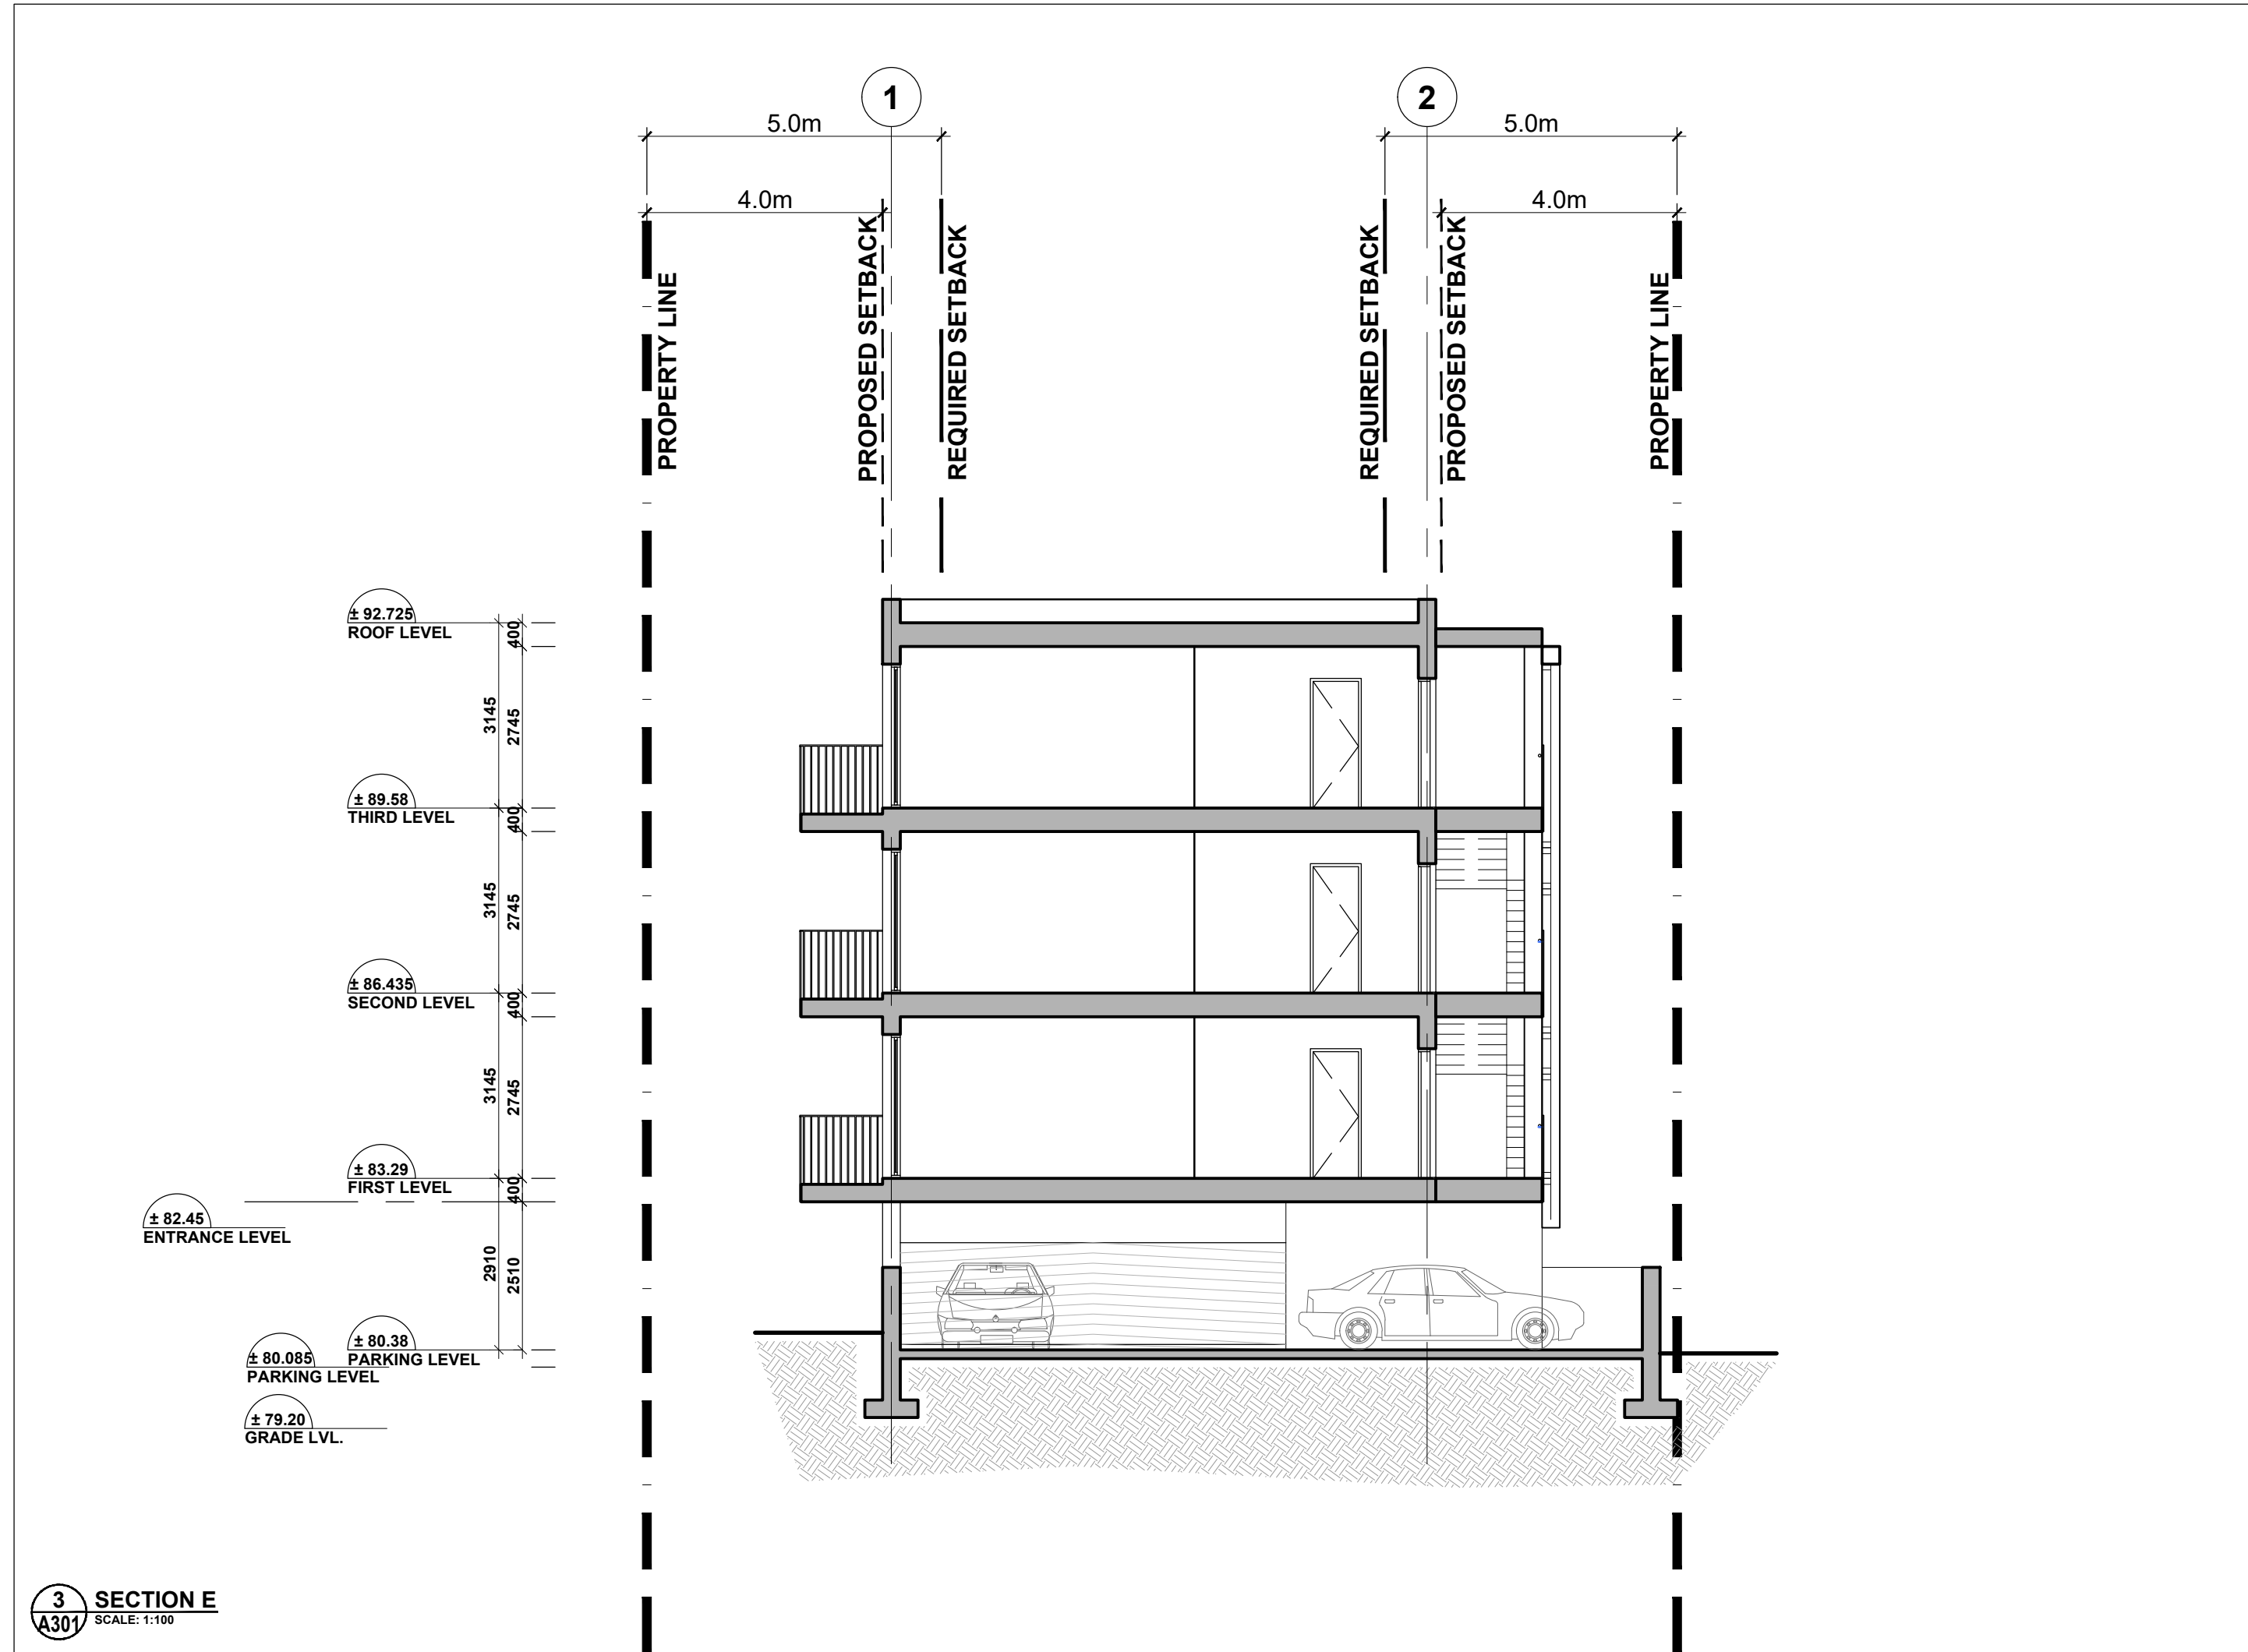 1
2
5.0m
5.0m
4.0m
4.0m
PROPERTY LINE
PROPOSED SETBACK
REQUIRED SETBACK
REQUIRED SETBACK
PROPOSED SETBACK
PROPERTY LINE
± 92.725
ROOF LEVEL
400
3145
2745
± 89.58
THIRD LEVEL
400
3145
2745
± 86.435
SECOND LEVEL
400
3145
2745
± 83.29
FIRST LEVEL
400
± 82.45
ENTRANCE LEVEL
2910
2510
± 80.38
PARKING LEVEL
± 80.085
PARKING LEVEL
± 79.20
GRADE LVL.
3
A301
SECTION E
SCALE: 1:100